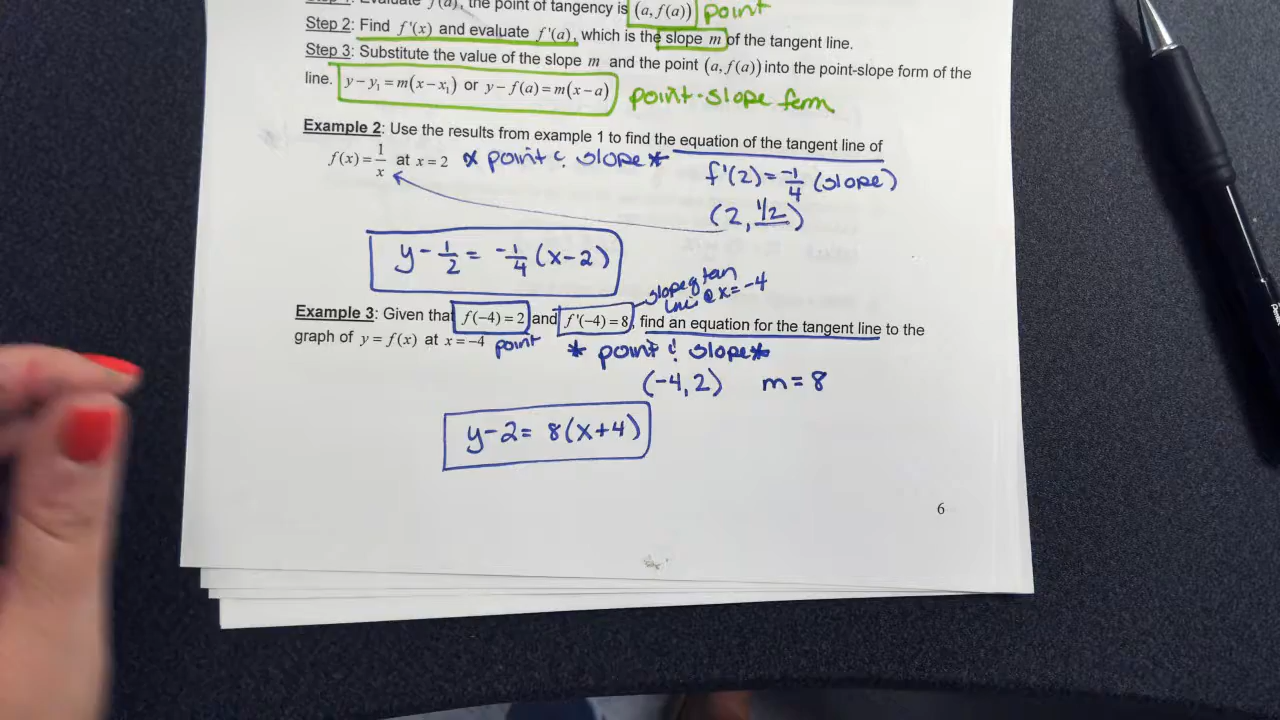 Evaluate f(a), the point of tangency is (a, f(a)) point
Step 2: Find f'(x) and evaluate f'(a), which is the slope m of the tangent line.
Step 3: Substitute the value of the slope m and the point (a, f(a)) into the point-slope form of the
line. y − y₁ = m(x − x₁) or y − f(a) = m(x − a) point-slope form
Example 2: Use the results from example 1 to find the equation of the tangent line of
f(x) = 1/x at x = 2 * point & slope *
f'(2) = -1/4 (slope)
(2, 1/2)
y - 1/2 = -1/4 (x - 2)
slope of tan
line @ x = -4
Example 3: Given that f(−4) = 2 and f'(−4) = 8, find an equation for the tangent line to the
graph of y = f(x) at x = −4 point * point & slope *
(-4, 2) m = 8
y - 2 = 8(x + 4)
6